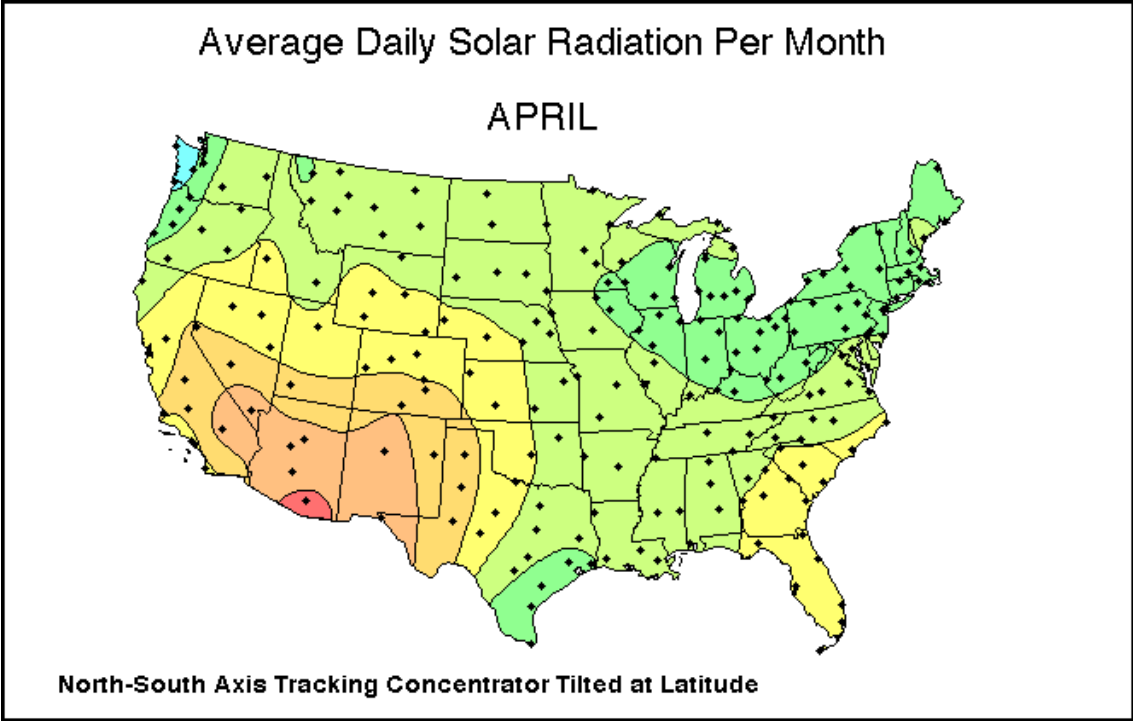 Average Daily Solar Radiation Per Month
APRIL
North-South Axis Tracking Concentrator Tilted at Latitude